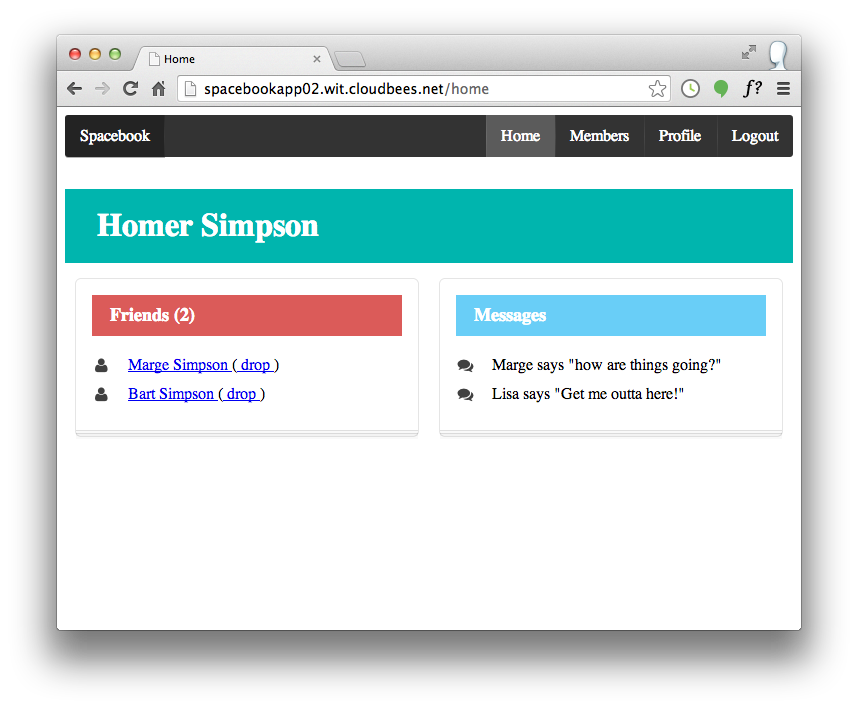 Home
spacebookapp02.wit.cloudbees.net/home
f?
Spacebook Home Members Profile Logout
Homer Simpson
Friends (2)
Marge Simpson ( drop )
Bart Simpson ( drop )
Messages
Marge says "how are things going?"
Lisa says "Get me outta here!"